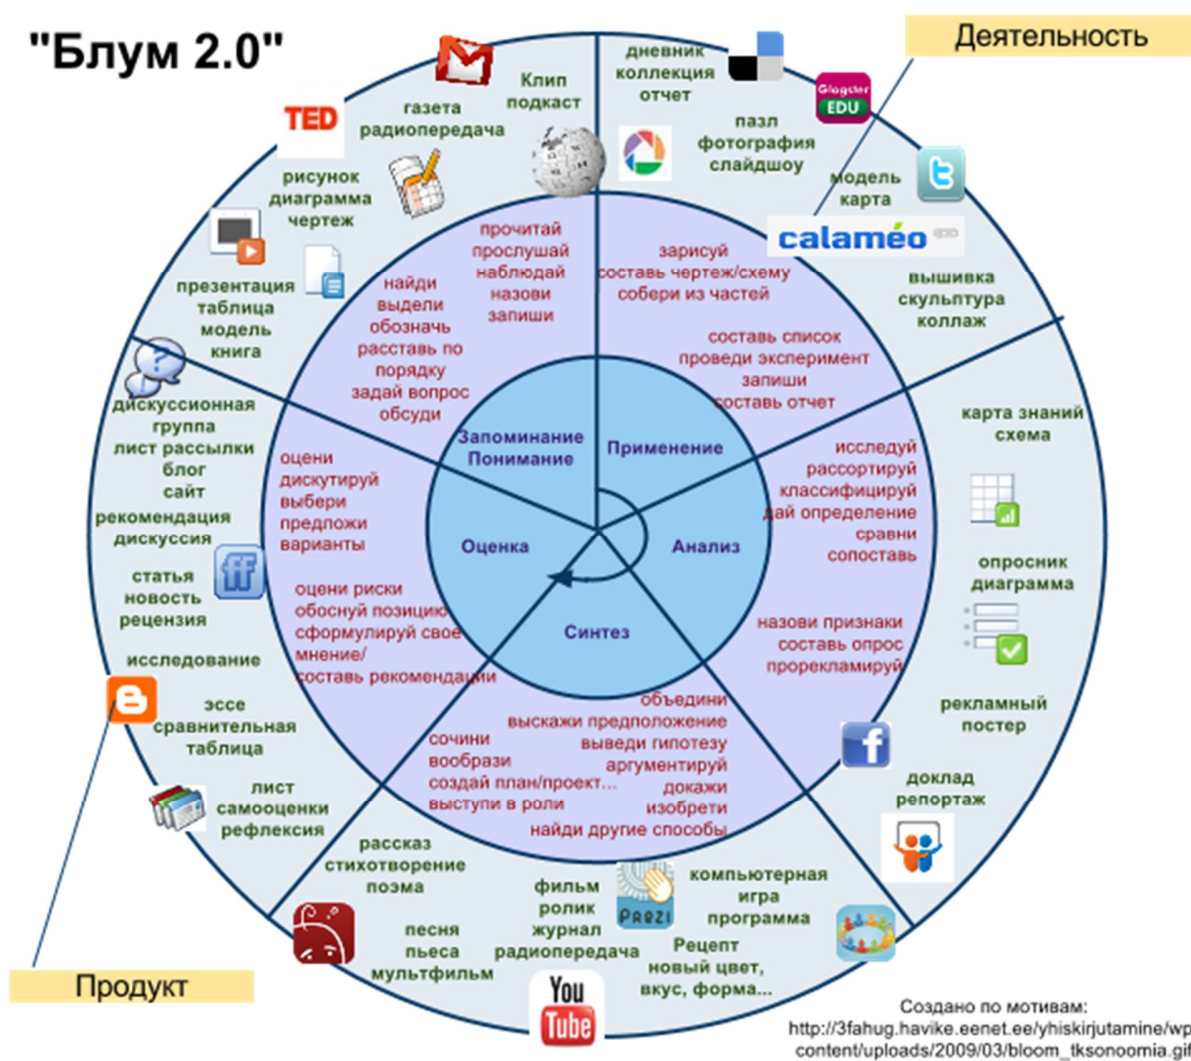 "Блум 2.0"
Деятельность
TED
газета
радиопередача
Клип
подкаст
рисунок
диаграмма
чертеж
презентация
таблица
модель
книга
дневник
коллекция
отчет
Glogster
EDU
пазл
фотография
слайдшоу
модель
карта
calaméo
вышивка
скульптура
коллаж
прочитай
прослушай
наблюдай
назови
запиши
найди
выдели
обозначь
расставь по
порядку
задай вопрос
обсуди
зарисуй
составь чертеж/схему
собери из частей
составь список
проведи эксперимент
запиши
составь отчет
Запоминание
Понимание
Применение
Анализ
Синтез
Оценка
исследуй
рассортируй
классифицируй
дай определение
сравни
сопоставь
назови признаки
составь опрос
прорекламируй
карта знаний
схема
опросник
диаграмма
рекламный
постер
доклад
репортаж
f
t
дискуссионная
группа
лист рассылки
блог
сайт
рекомендация
дискуссия
статья
новость
рецензия
ff
исследование
эссе
сравнительная
таблица
лист
самооценки
рефлексия
оцени
дискутируй
выбери
предложи
варианты
оцени риски
обоснуй позицию
сформулируй свое
мнение/
составь рекомендации
объедини
выскажи предположение
выведи гипотезу
аргументируй
докажи
изобрети
найди другие способы
сочини
вообрази
создай план/проект...
выступи в роли
рассказ
стихотворение
поэма
песня
пьеса
мультфильм
фильм
ролик
журнал
радиопередача
PREZI
компьютерная
игра
программа
Рецепт
новый цвет,
вкус, форма...
You
Tube
Продукт
Создано по мотивам:
http://3fahug.havike.eenet.ee/yhiskirjutamine/wp
content/uploads/2009/03/bloom_tksonoomia.gif